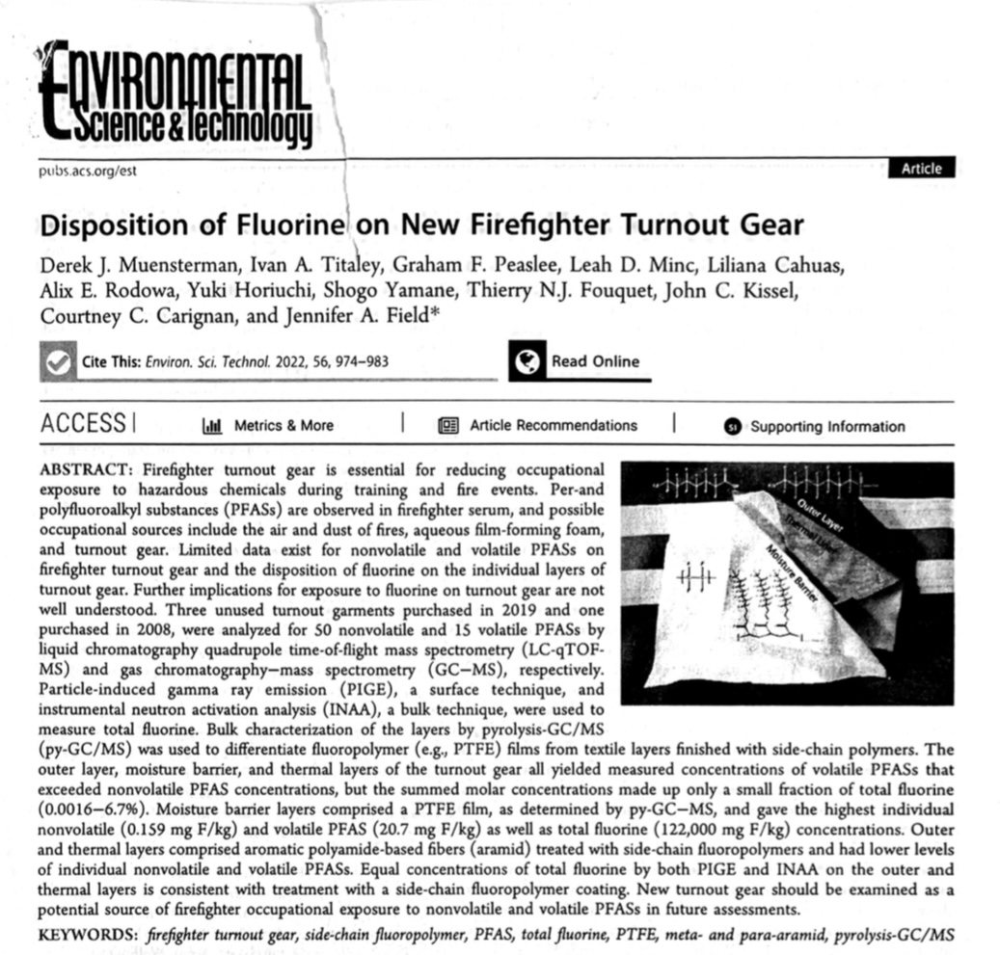 ENVIRONMENTAL
Science & Technology
pubs.acs.org/est
Article
Disposition of Fluorine on New Firefighter Turnout Gear
Derek J. Muensterman, Ivan A. Titaley, Graham F. Peaslee, Leah D. Minc, Liliana Cahuas,
Alix E. Rodowa, Yuki Horiuchi, Shogo Yamane, Thierry N.J. Fouquet, John C. Kissel,
Courtney C. Carignan, and Jennifer A. Field*
Cite This: Environ. Sci. Technol. 2022, 56, 974–983
Read Online
ACCESS
Metrics & More
Article Recommendations
SI Supporting Information
ABSTRACT: Firefighter turnout gear is essential for reducing occupational
exposure to hazardous chemicals during training and fire events. Per-and
polyfluoroalkyl substances (PFASs) are observed in firefighter serum, and possible
occupational sources include the air and dust of fires, aqueous film-forming foam,
and turnout gear. Limited data exist for nonvolatile and volatile PFASs on
firefighter turnout gear and the disposition of fluorine on the individual layers of
turnout gear. Further implications for exposure to fluorine on turnout gear are not
well understood. Three unused turnout garments purchased in 2019 and one
purchased in 2008, were analyzed for 50 nonvolatile and 15 volatile PFASs by
liquid chromatography quadrupole time-of-flight mass spectrometry (LC-qTOF-
MS) and gas chromatography−mass spectrometry (GC−MS), respectively.
Particle-induced gamma ray emission (PIGE), a surface technique, and
instrumental neutron activation analysis (INAA), a bulk technique, were used to
measure total fluorine. Bulk characterization of the layers by pyrolysis-GC/MS
(py-GC/MS) was used to differentiate fluoropolymer (e.g., PTFE) films from textile layers finished with side-chain polymers. The
outer layer, moisture barrier, and thermal layers of the turnout gear all yielded measured concentrations of volatile PFASs that
exceeded nonvolatile PFAS concentrations, but the summed molar concentrations made up only a small fraction of total fluorine
(0.0016−6.7%). Moisture barrier layers comprised a PTFE film, as determined by py-GC−MS, and gave the highest individual
nonvolatile (0.159 mg F/kg) and volatile PFAS (20.7 mg F/kg) as well as total fluorine (122,000 mg F/kg) concentrations. Outer
and thermal layers comprised aromatic polyamide-based fibers (aramid) treated with side-chain fluoropolymers and had lower levels
of individual nonvolatile and volatile PFASs. Equal concentrations of total fluorine by both PIGE and INAA on the outer and
thermal layers is consistent with treatment with a side-chain fluoropolymer coating. New turnout gear should be examined as a
potential source of firefighter occupational exposure to nonvolatile and volatile PFASs in future assessments.
KEYWORDS: firefighter turnout gear, side-chain fluoropolymer, PFAS, total fluorine, PTFE, meta- and para-aramid, pyrolysis-GC/MS
Outer Layer
Thermal Liner
Moisture Barrier